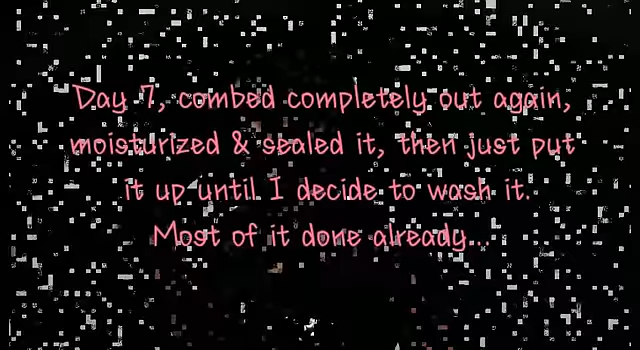 Day 7, combed completely out again,
moisturized & sealed it, then just put
it up until I decide to wash it.
Most of it done already...